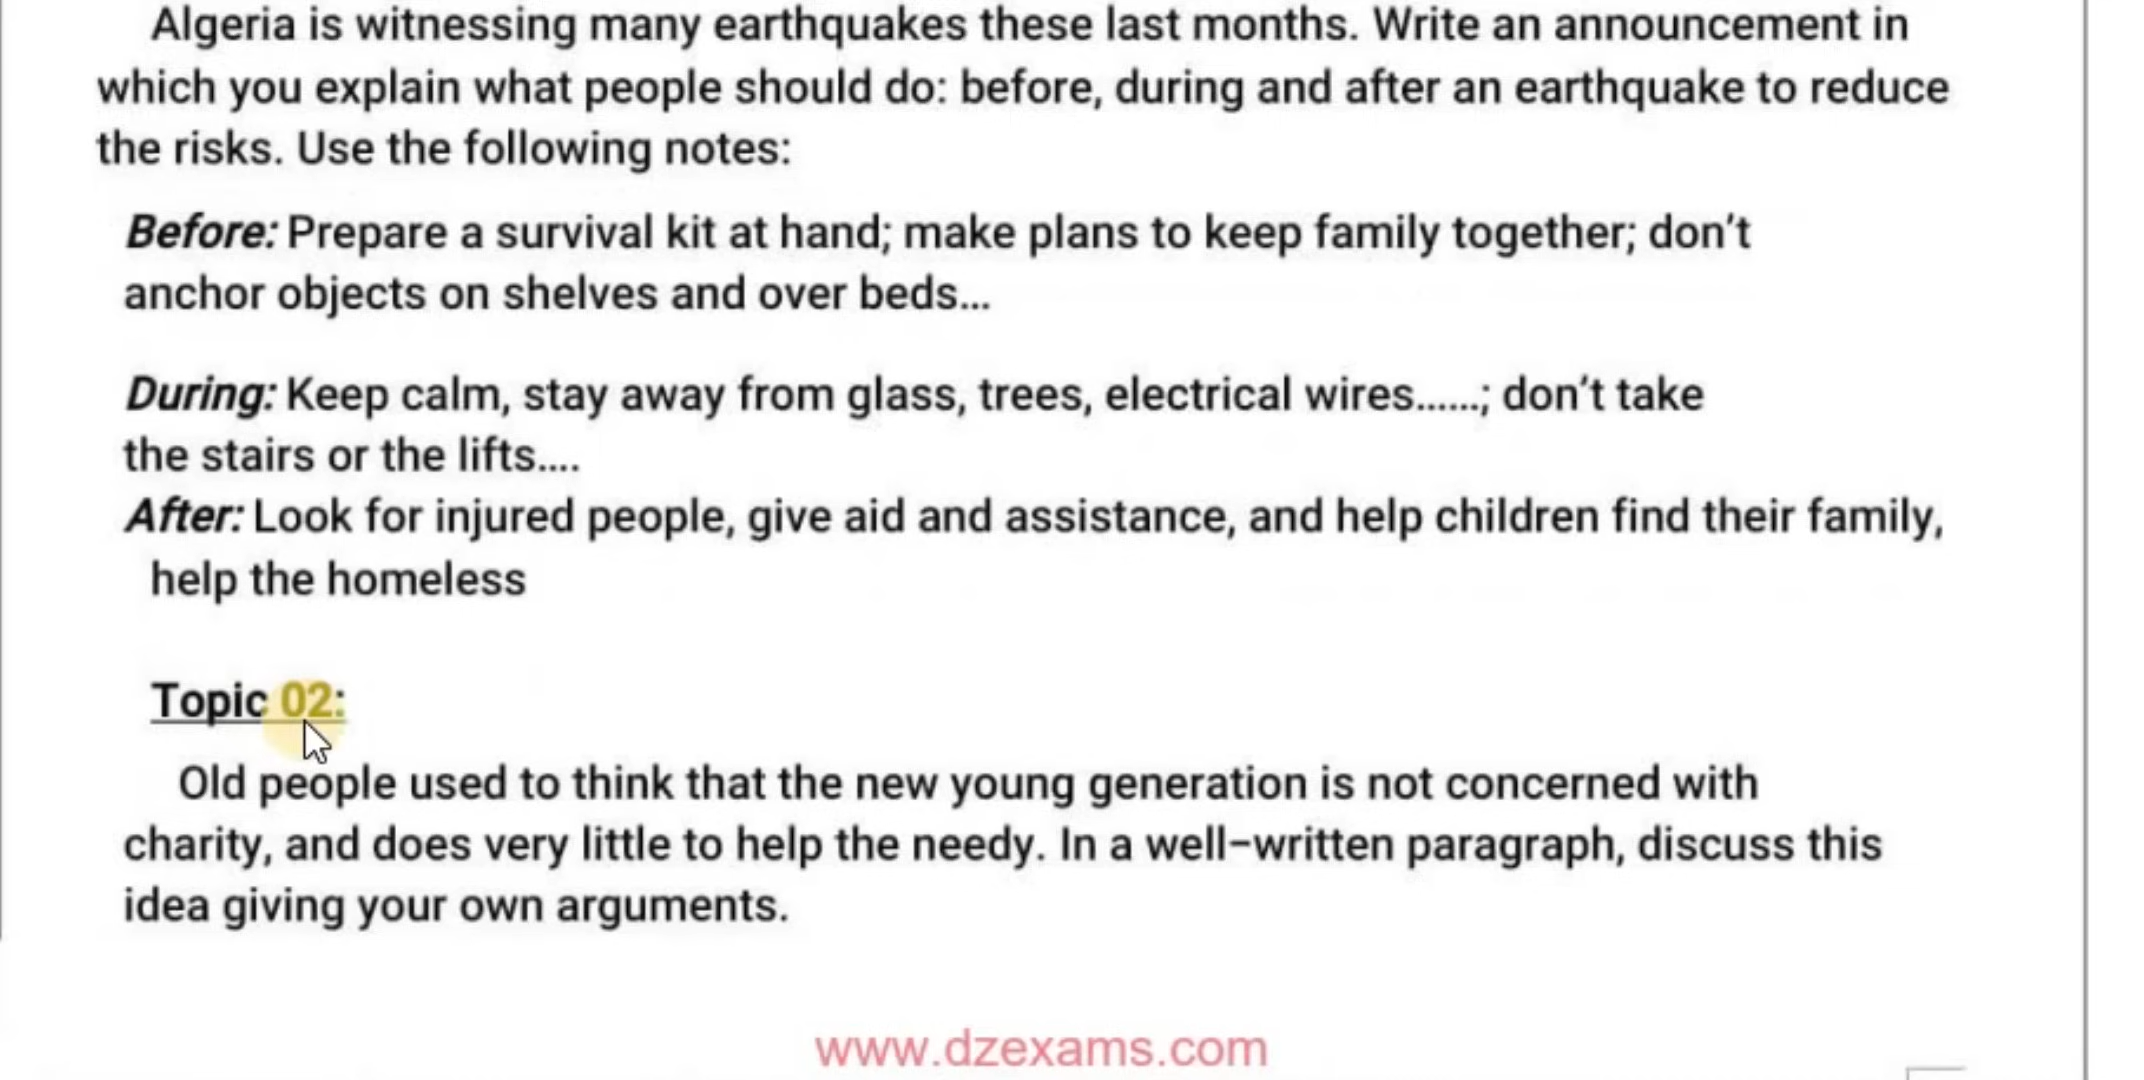 Algeria is witnessing many earthquakes these last months. Write an announcement in
which you explain what people should do: before, during and after an earthquake to reduce
the risks. Use the following notes:
Before: Prepare a survival kit at hand; make plans to keep family together; don't
anchor objects on shelves and over beds...
During: Keep calm, stay away from glass, trees, electrical wires......; don't take
the stairs or the lifts....
After: Look for injured people, give aid and assistance, and help children find their family,
help the homeless
Topic 02:
Old people used to think that the new young generation is not concerned with
charity, and does very little to help the needy. In a well-written paragraph, discuss this
idea giving your own arguments.
www.dzexams.com